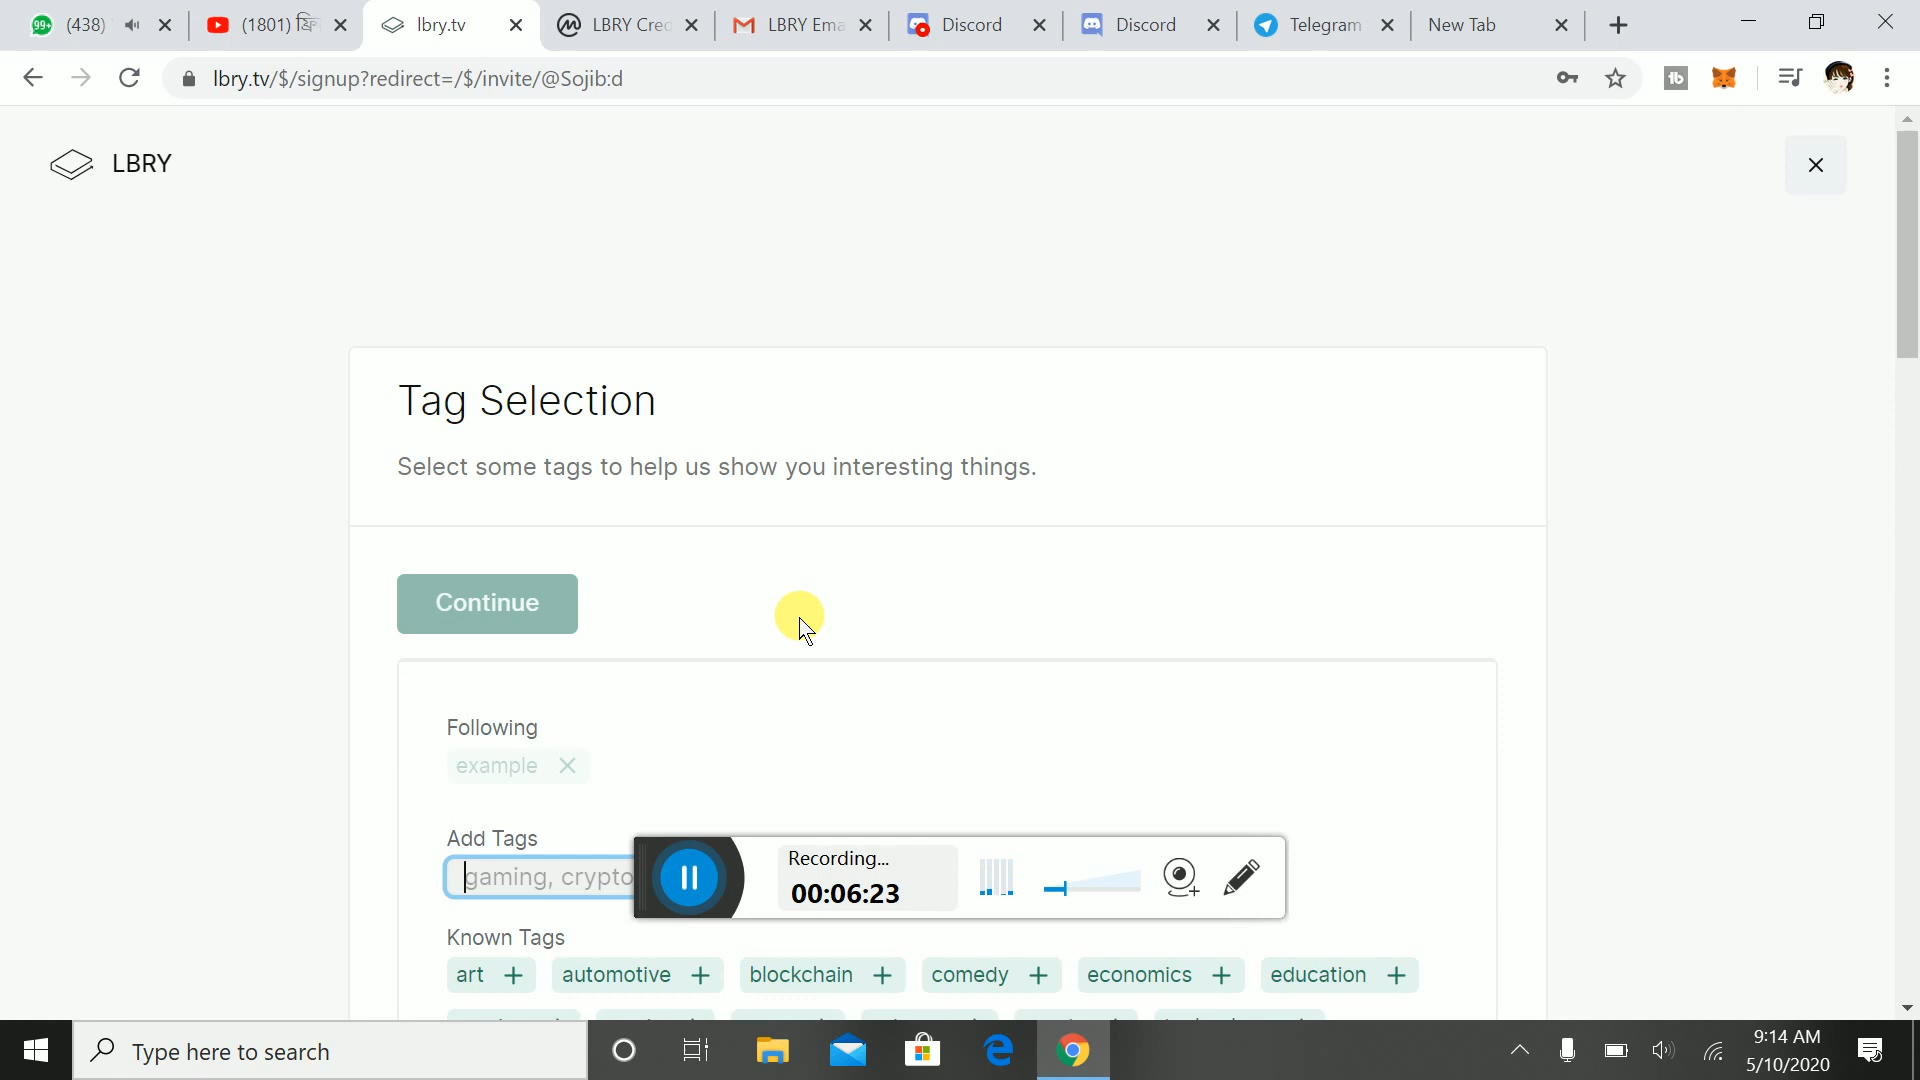 99+ (438) (1801) lbry.tv LBRY Cre LBRY Ema Discord Discord Telegram New Tab
lbry.tv/$/signup?redirect=/$/invite/@Sojib:d
LBRY
Tag Selection
Select some tags to help us show you interesting things.
Continue
Following
example
Add Tags
gaming, crypto
Recording...
00:06:23
Known Tags
art + automotive + blockchain + comedy + economics + education +
Type here to search
9:14 AM
5/10/2020